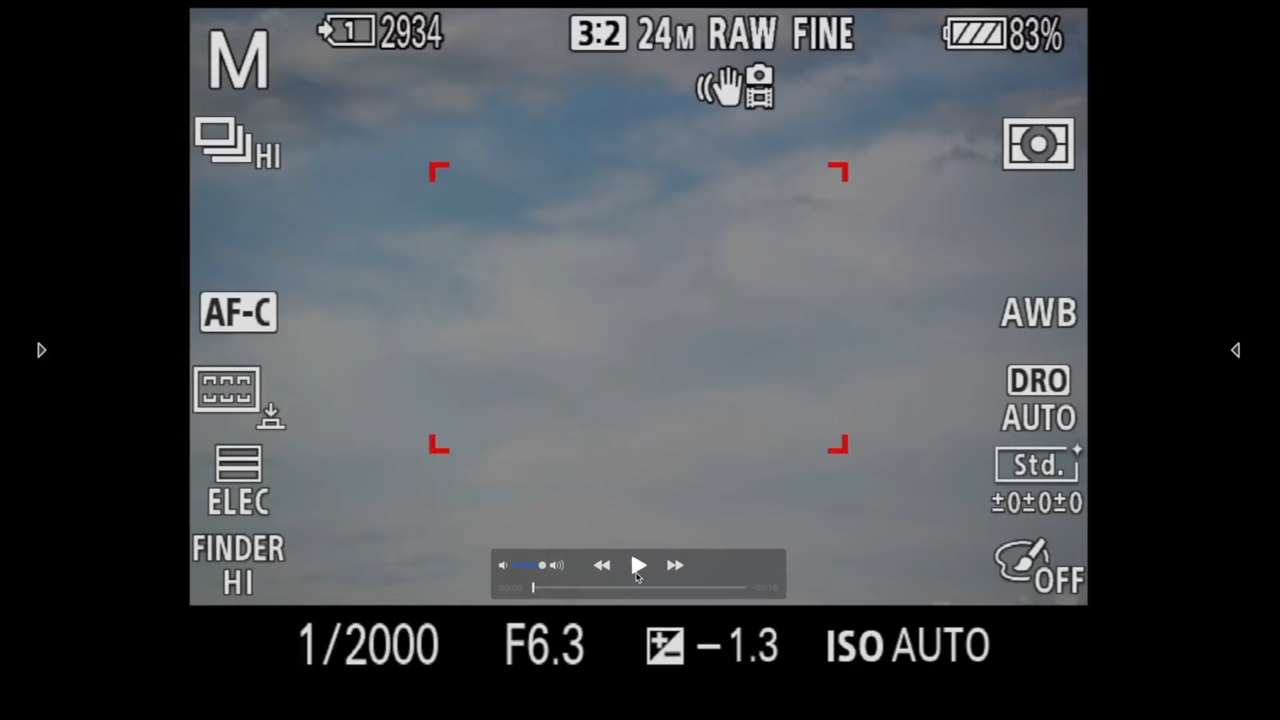 M
1 2934
3:2 24M RAW FINE
83%
HI
AF-C
AWB
DRO
AUTO
Std.
±0±0±0
ELEC
FINDER
HI
OFF
1/2000 F6.3 −1.3 ISO AUTO